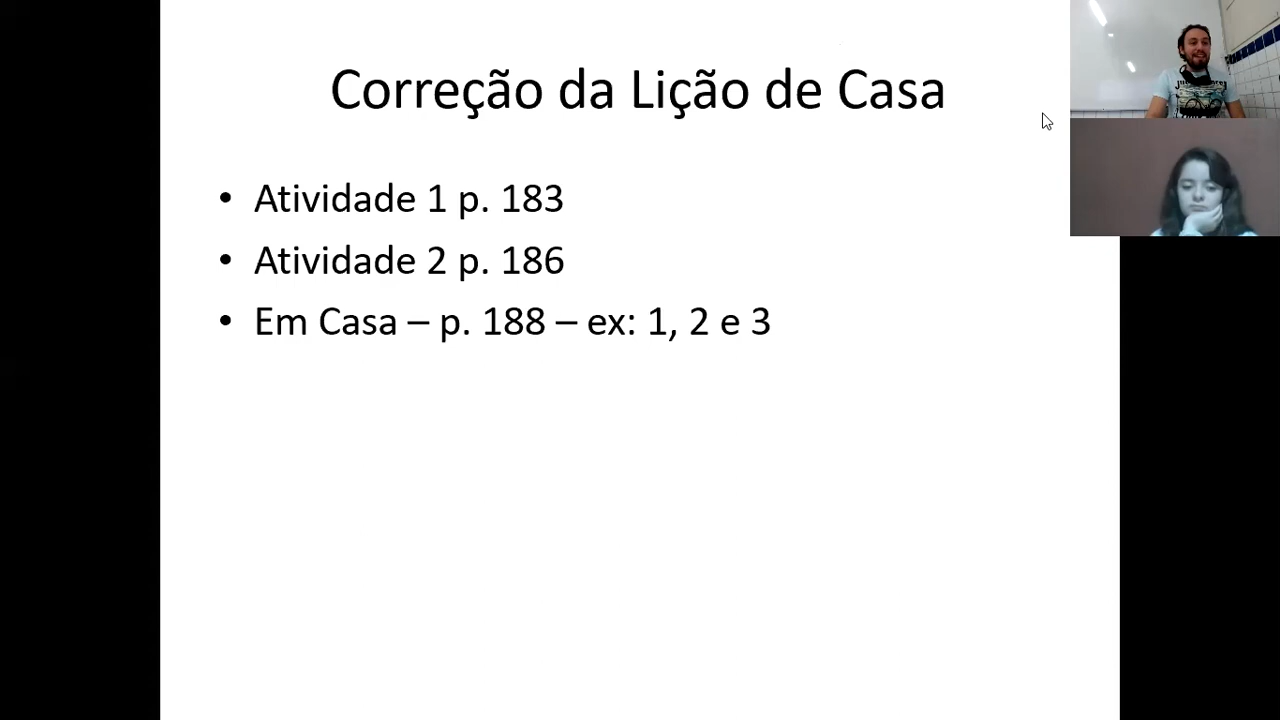 Correção da Lição de Casa
• Atividade 1 p. 183
• Atividade 2 p. 186
• Em Casa – p. 188 – ex: 1, 2 e 3